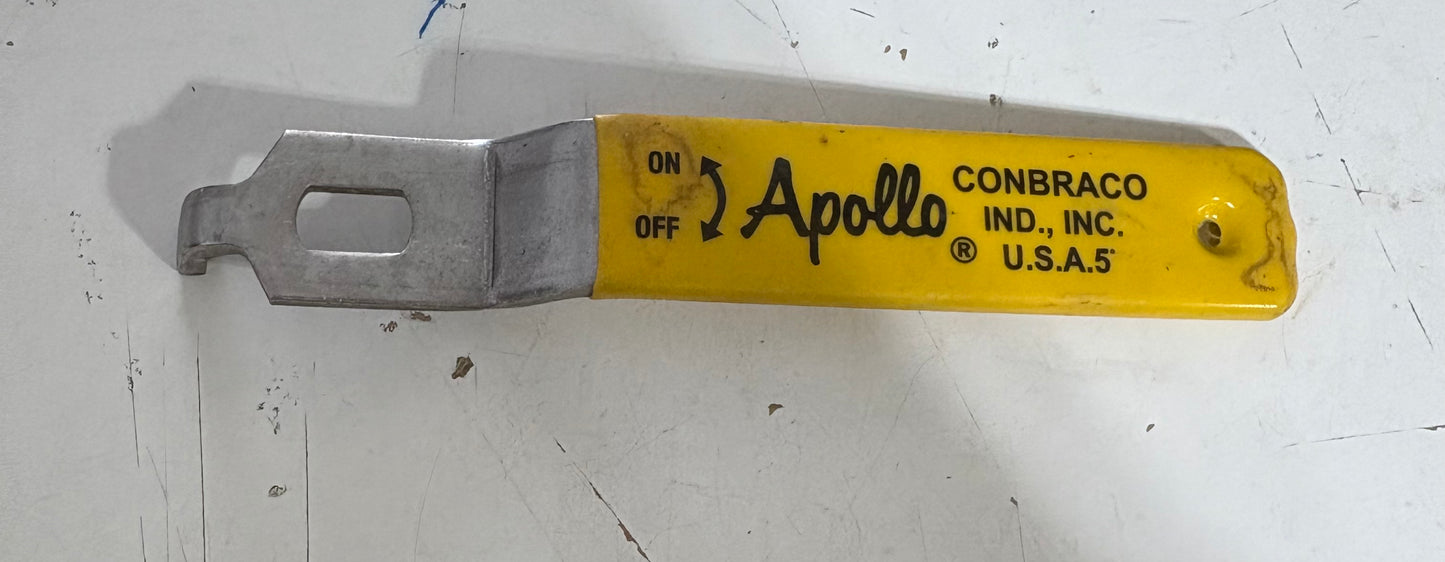 ON
OFF
Apollo®
CONBRACO
IND., INC.
U.S.A.5